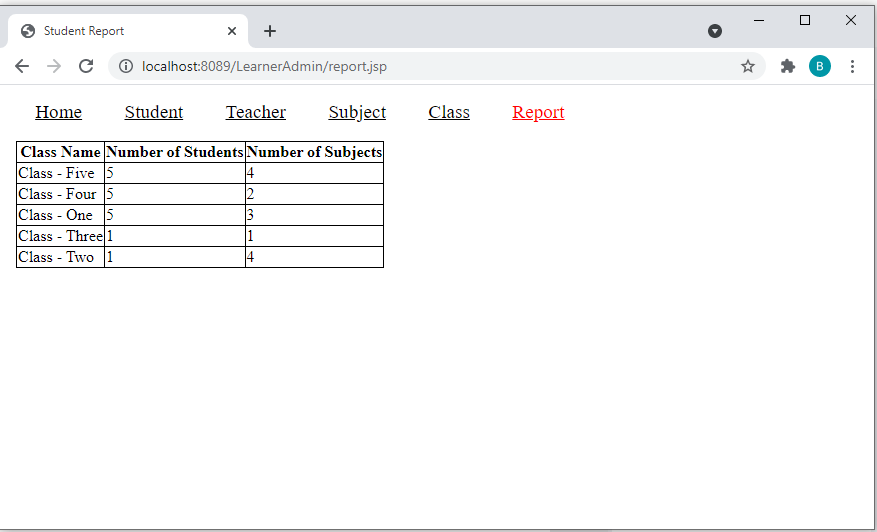 Student Report
localhost:8089/LearnerAdmin/report.jsp
B
Home Student Teacher Subject Class Report
Class Name Number of Students Number of Subjects
Class - Five 5 4
Class - Four 5 2
Class - One 5 3
Class - Three 1 1
Class - Two 1 4